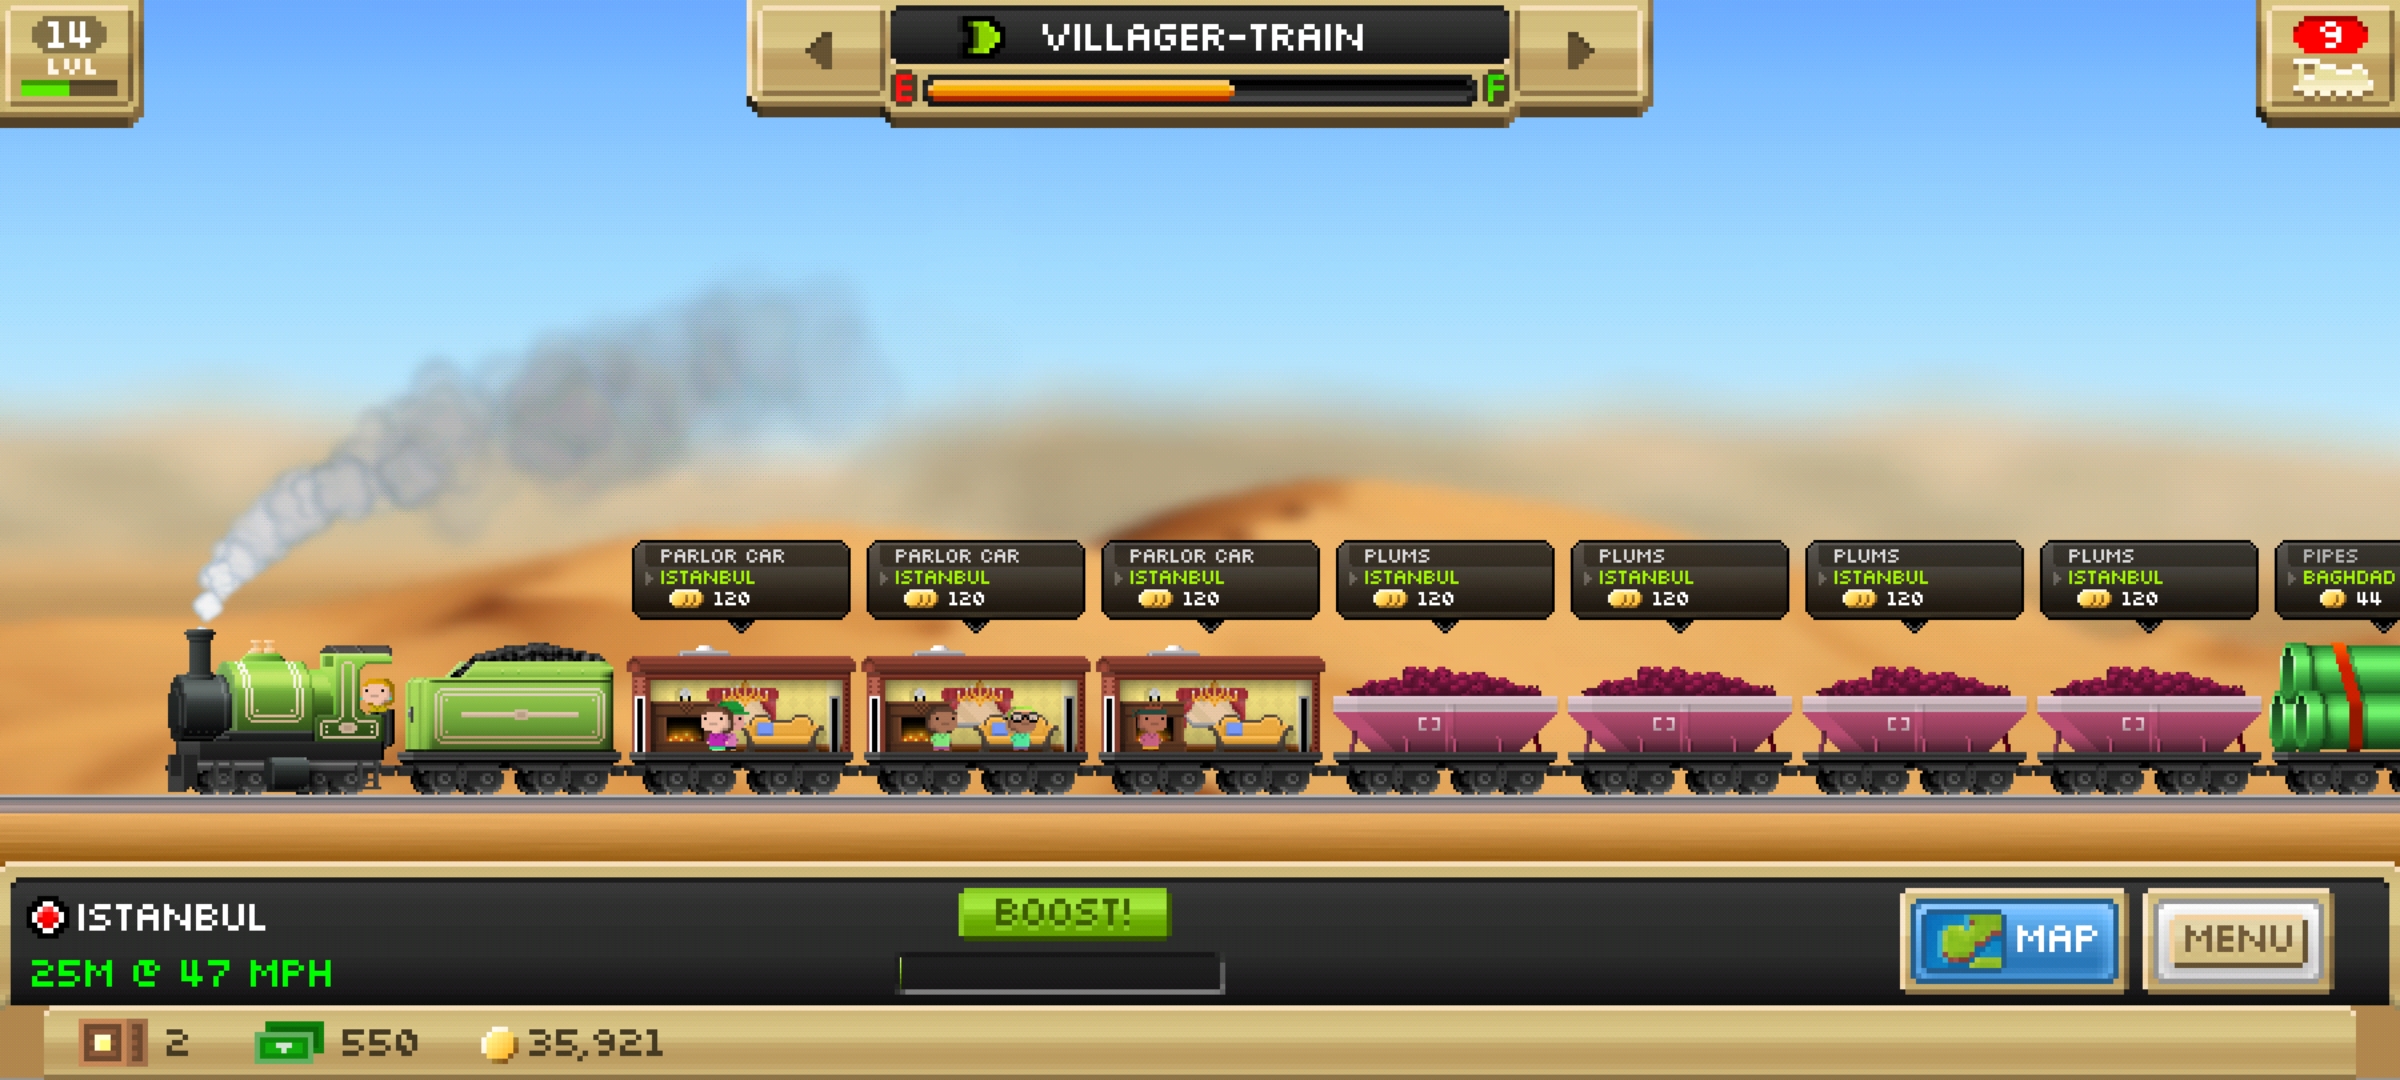 14
LVL
VILLAGER-TRAIN
E F
9
PARLOR CAR
ISTANBUL
120
PARLOR CAR
ISTANBUL
120
PARLOR CAR
ISTANBUL
120
PLUMS
ISTANBUL
120
PLUMS
ISTANBUL
120
PLUMS
ISTANBUL
120
PLUMS
ISTANBUL
120
PIPES
BAGHDAD
44
ISTANBUL
25M @ 47 MPH
BOOST!
MAP
MENU
2
550
35,921